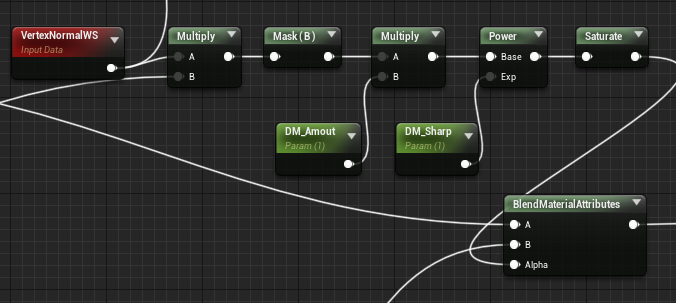 VertexNormalWS
Input Data
Multiply
A
B
Mask ( B )
Multiply
A
B
Power
Base
Exp
Saturate
DM_Amout
Param (1)
DM_Sharp
Param (1)
BlendMaterialAttributes
A
B
Alpha